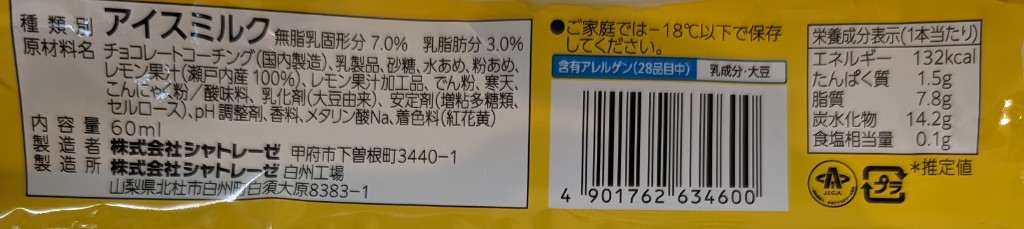 種類別 アイスミルク 無脂乳固形分 7.0% 乳脂肪分 3.0%
原材料名 チョコレートコーチング(国内製造)、乳製品、砂糖、水あめ、粉あめ、
レモン果汁(瀬戸内産 100%)、レモン果汁加工品、でん粉、寒天、
こんにゃく粉/酸味料、乳化剤(大豆由来)、安定剤(増粘多糖類、
セルロース)、pH調整剤、香料、メタリン酸Na、着色料(紅花黄)
内容量 60ml
製造者 株式会社シャトレーゼ 甲府市下曽根町3440-1
製造所 株式会社シャトレーゼ 白州工場
山梨県北杜市白州町白須大原8383-1
●ご家庭では-18℃以下で保存
してください。
含有アレルゲン(28品目中) 乳成分・大豆
4 901762 634600
栄養成分表示(1本当たり)
エネルギー 132kcal
たんぱく質 1.5g
脂質 7.8g
炭水化物 14.2g
食塩相当量 0.1g
*推定値
A
J.I.C.A.
プラ